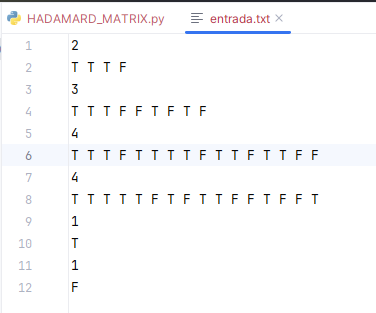 HADAMARD_MATRIX.py
entrada.txt
1 2
2 T T T F
3 3
4 T T T F F T F T F
5 4
6 T T T F T T T T F T T F T T F F
7 4
8 T T T T T F T F T T F F T F F T
9 1
10 T
11 1
12 F